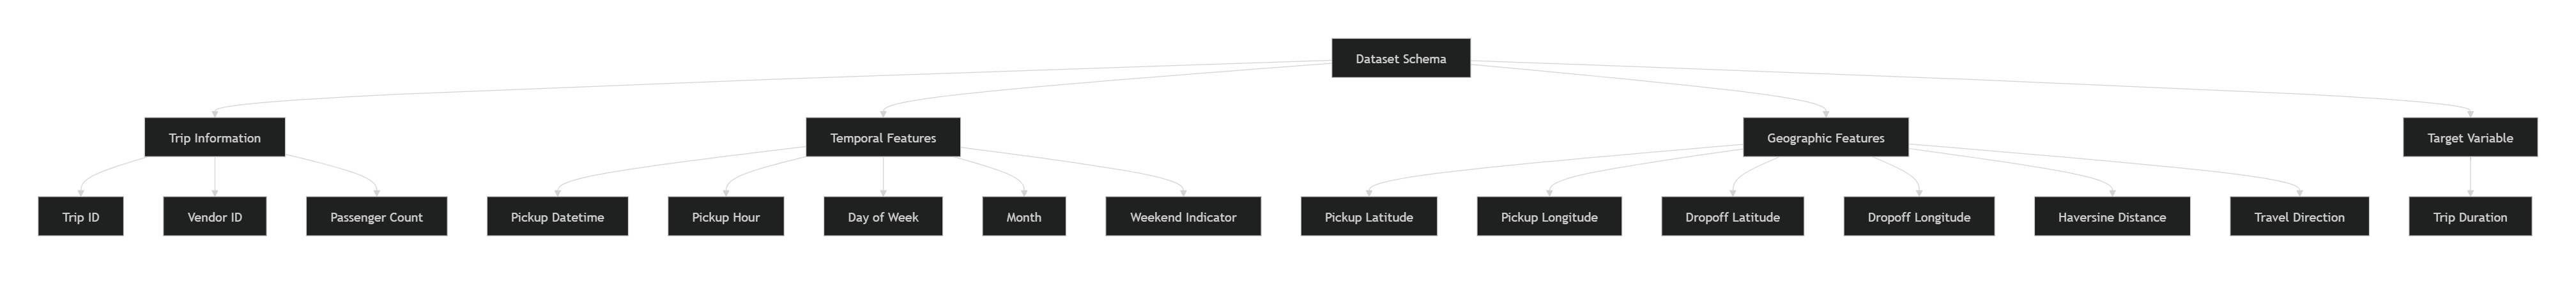 Dataset Schema
Trip Information
Temporal Features
Geographic Features
Target Variable
Trip ID
Vendor ID
Passenger Count
Pickup Datetime
Pickup Hour
Day of Week
Month
Weekend Indicator
Pickup Latitude
Pickup Longitude
Dropoff Latitude
Dropoff Longitude
Haversine Distance
Travel Direction
Trip Duration